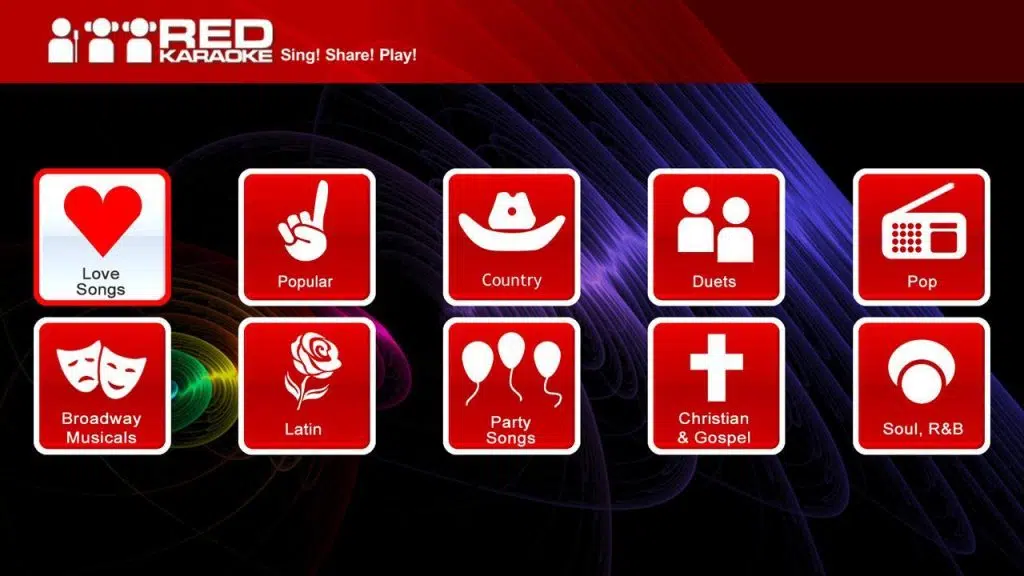 RED
KARAOKE Sing! Share! Play!
Love
Songs
Popular
Country
Duets
Pop
Broadway
Musicals
Latin
Party
Songs
Christian
& Gospel
Soul, R&B